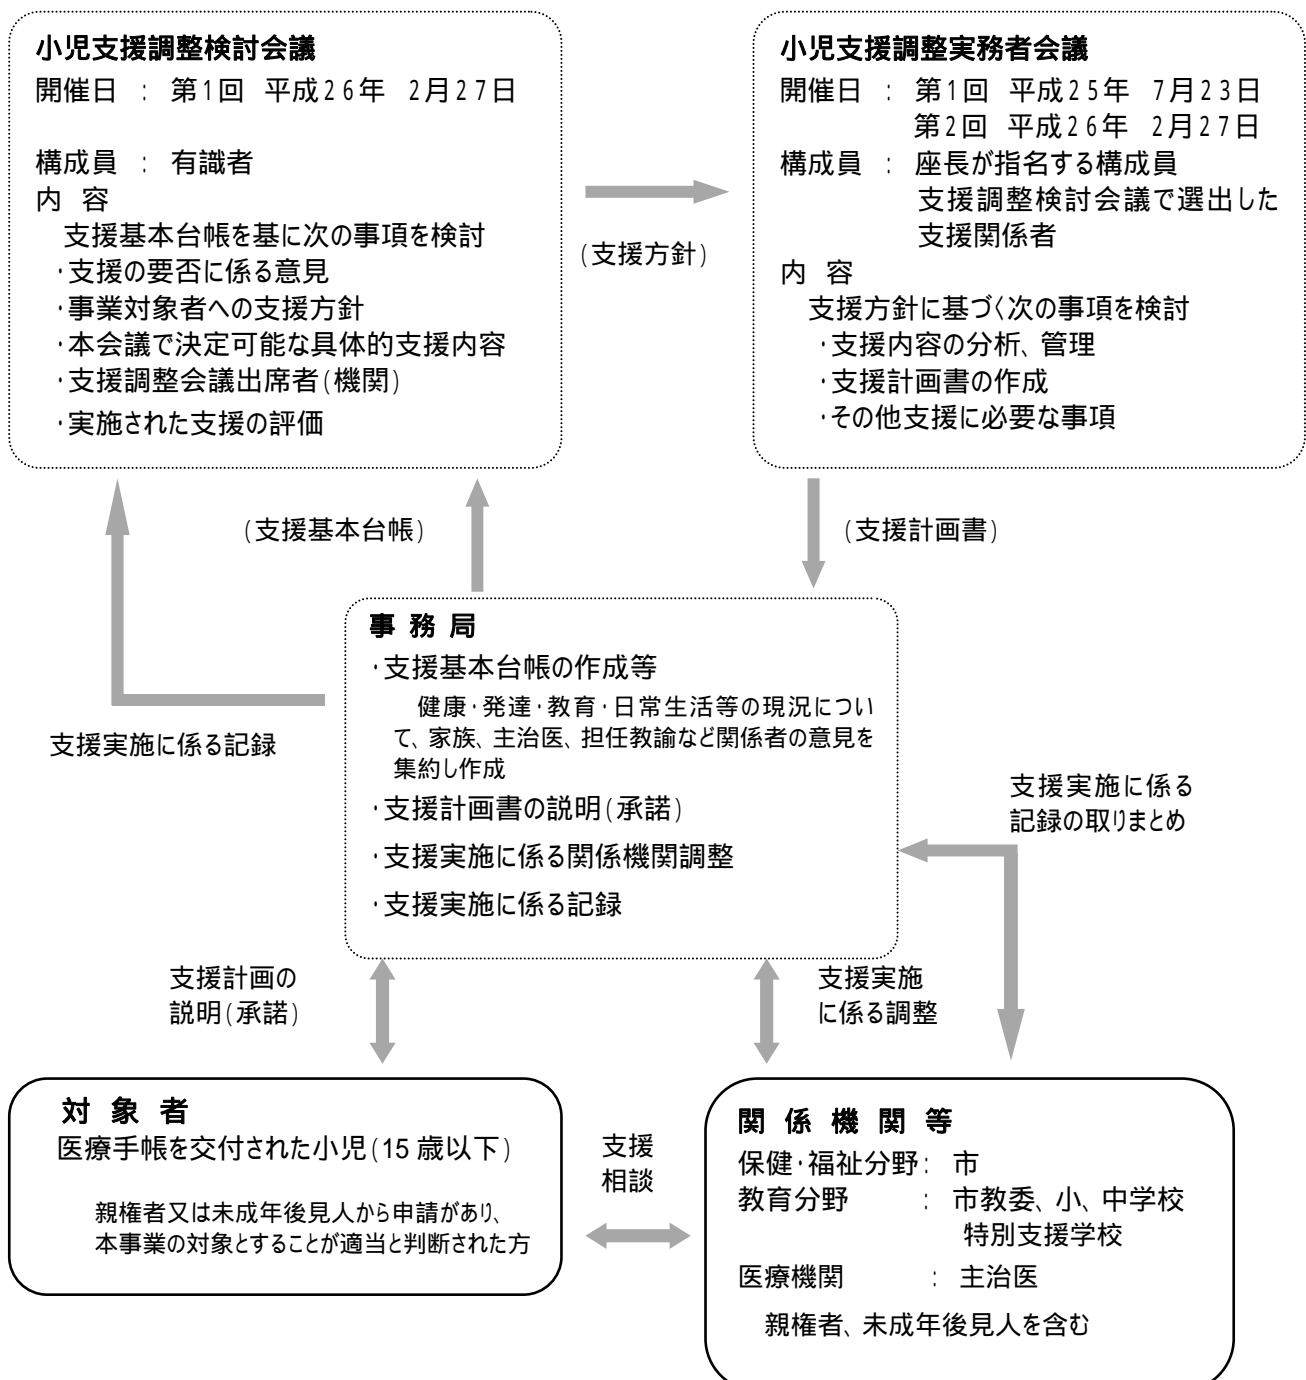 小児支援調整検討会議
開催日 : 第1回 平成26年 2月27日
構成員 : 有識者
内 容
支援基本台帳を基に次の事項を検討
・支援の要否に係る意見
・事業対象者への支援方針
・本会議で決定可能な具体的支援内容
・支援調整会議出席者(機関)
・実施された支援の評価
(支援方針)
小児支援調整実務者会議
開催日 : 第1回 平成25年 7月23日
第2回 平成26年 2月27日
構成員 : 座長が指名する構成員
支援調整検討会議で選出した
支援関係者
内 容
支援方針に基づく次の事項を検討
・支援内容の分析、管理
・支援計画書の作成
・その他支援に必要な事項
(支援基本台帳)
(支援計画書)
事 務 局
・支援基本台帳の作成等
健康・発達・教育・日常生活等の現況につい
て、家族、主治医、担任教諭など関係者の意見を
集約し作成
・支援計画書の説明(承諾)
・支援実施に係る関係機関調整
・支援実施に係る記録
支援実施に係る記録
支援実施に係る
記録の取りまとめ
支援計画の
説明(承諾)
支援実施
に係る調整
対 象 者
医療手帳を交付された小児(15歳以下)
親権者又は未成年後見人から申請があり、
本事業の対象とすることが適当と判断された方
支援
相談
関 係 機 関 等
保健・福祉分野: 市
教育分野 : 市教委、小、中学校
特別支援学校
医療機関 : 主治医
親権者、未成年後見人を含む